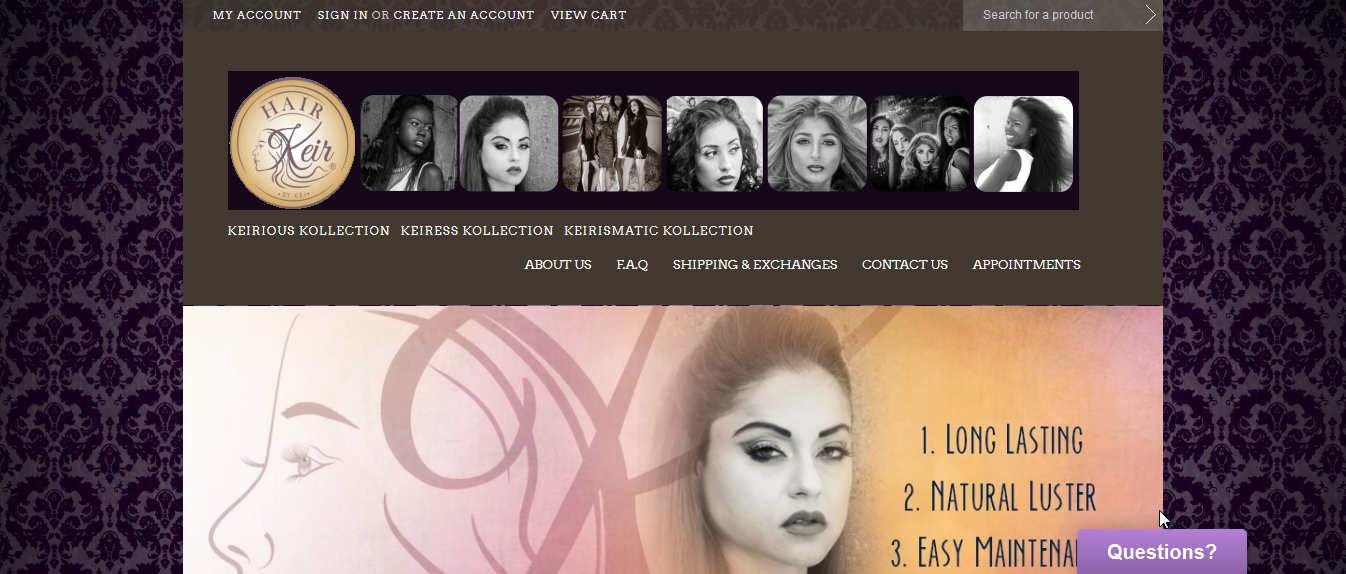 MY ACCOUNT SIGN IN OR CREATE AN ACCOUNT VIEW CART Search for a product
HAIR
Keir®
• BY KEI •
KEIRIOUS KOLLECTION KEIRESS KOLLECTION KEIRISMATIC KOLLECTION
ABOUT US F.A.Q SHIPPING & EXCHANGES CONTACT US APPOINTMENTS
1. LONG LASTING
2. NATURAL LUSTER
3. EASY
Questions?